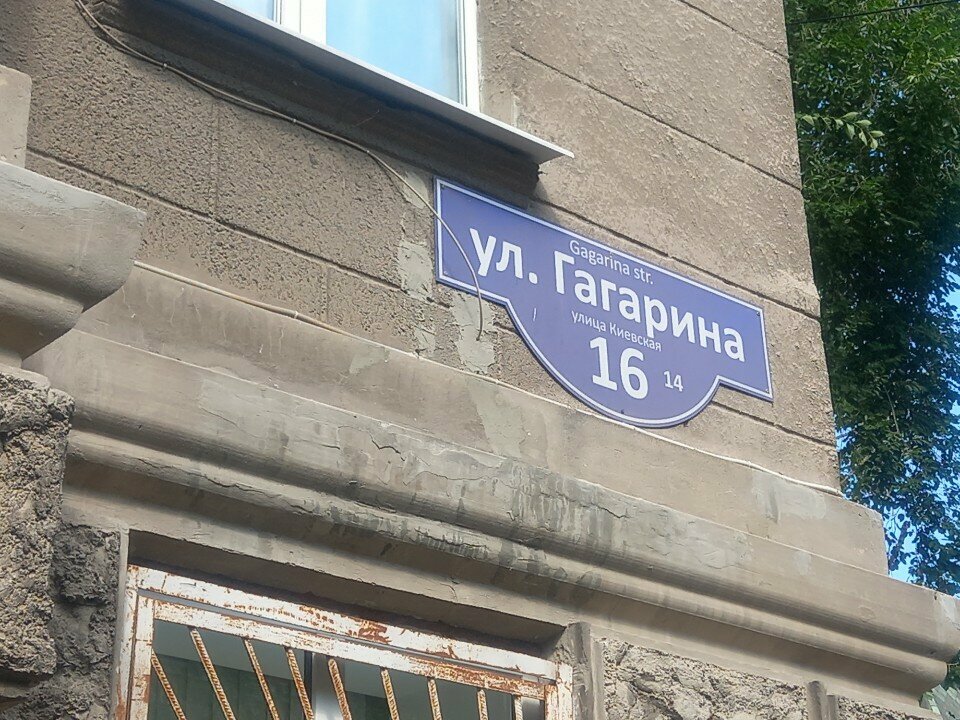 Gagarina str.
ул. Гагарина
улица Киевская
16 14